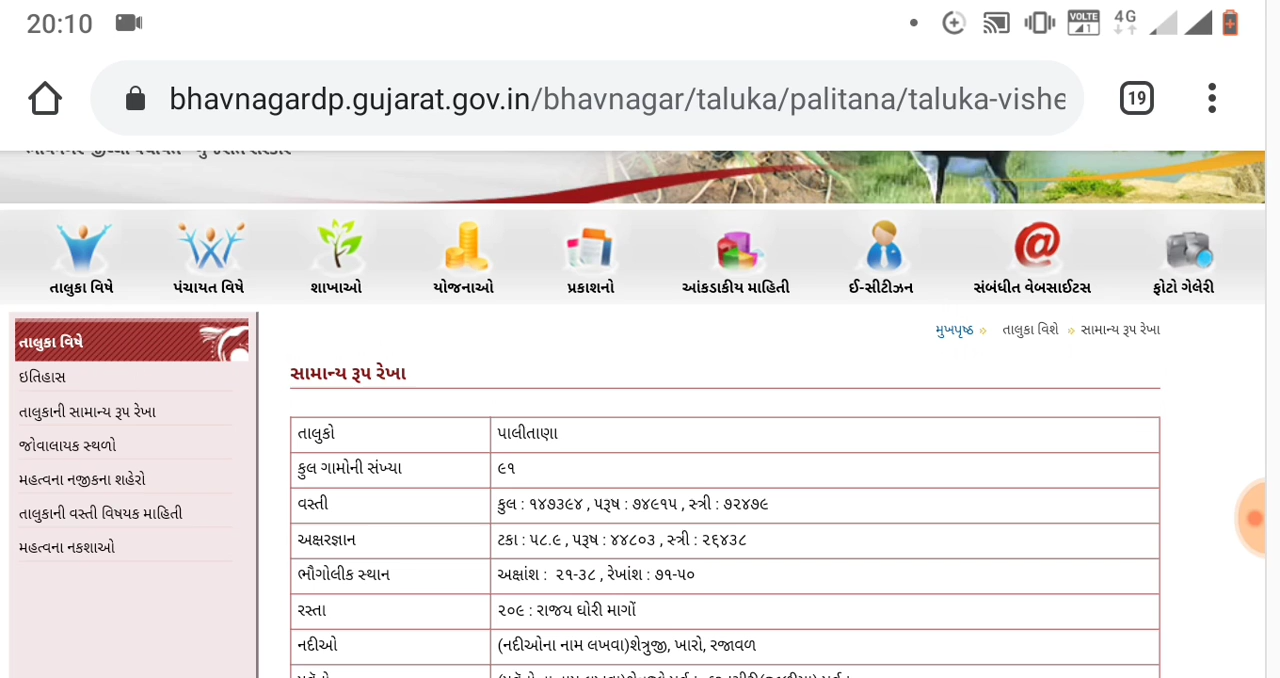 20:10
VOLTE 1 4G
bhavnagardp.gujarat.gov.in/bhavnagar/taluka/palitana/taluka-vishe
19
તાલુકા વિષે પંચાયત વિષે શાખાઓ યોજનાઓ પ્રકાશનો આંકડાકીય માહિતી ઈ-સીટીઝન સંબંધીત વેબસાઈટસ ફોટો ગેલેરી
મુખપૃષ્ઠ તાલુકા વિશે સામાન્ય રૂપ રેખા
તાલુકા વિષે
ઇતિહાસ
તાલુકાની સામાન્ય રૂપ રેખા
જોવાલાયક સ્થળો
મહત્વના નજીકના શહેરો
તાલુકાની વસ્તી વિષયક માહિતી
મહત્વના નકશાઓ
સામાન્ય રૂપ રેખા
તાલુકો પાલીતાણા
કુલ ગામોની સંખ્યા ૯૧
વસ્તી કુલ : ૧૪૭૩૯૪ , પરૂષ : ૭૪૯૧૫ , સ્ત્રી : ૭૨૪૭૯
અક્ષરજ્ઞાન ટકા : ૫૮.૯ , પરૂષ : ૪૪૮૦૩ , સ્ત્રી : ૨૬૪૩૮
ભૌગોલીક સ્થાન અક્ષાંશ : ૨૧-૩૮ , રેખાંશ : ૭૧-૫૦
રસ્તા ૨૦૯ : રાજય ઘોરી માર્ગો
નદીઓ (નદીઓના નામ લખવા)શેત્રુજી, ખારો, રજાવળ